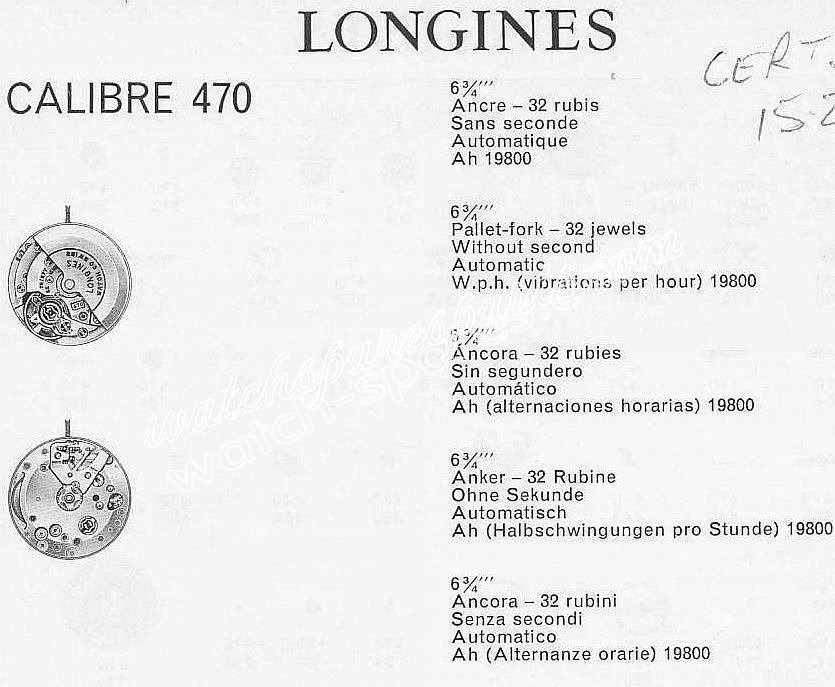 LONGINES
CALIBRE 470
CERT.
6¾′′′
Ancre – 32 rubis
Sans seconde
Automatique
Ah 19800
6¾′′′
Pallet-fork – 32 jewels
Without second
Automatic
W.p.h. (vibrations per hour) 19800
6¾′′′
Áncora – 32 rubies
Sin segundero
Automático
Ah (alternaciones horarias) 19800
6¾′′′
Anker – 32 Rubine
Ohne Sekunde
Automatisch
Ah (Halbschwingungen pro Stunde) 19800
6¾′′′
Ancora – 32 rubini
Senza secondi
Automatico
Ah (Alternanze orarie) 19800
LONGINES